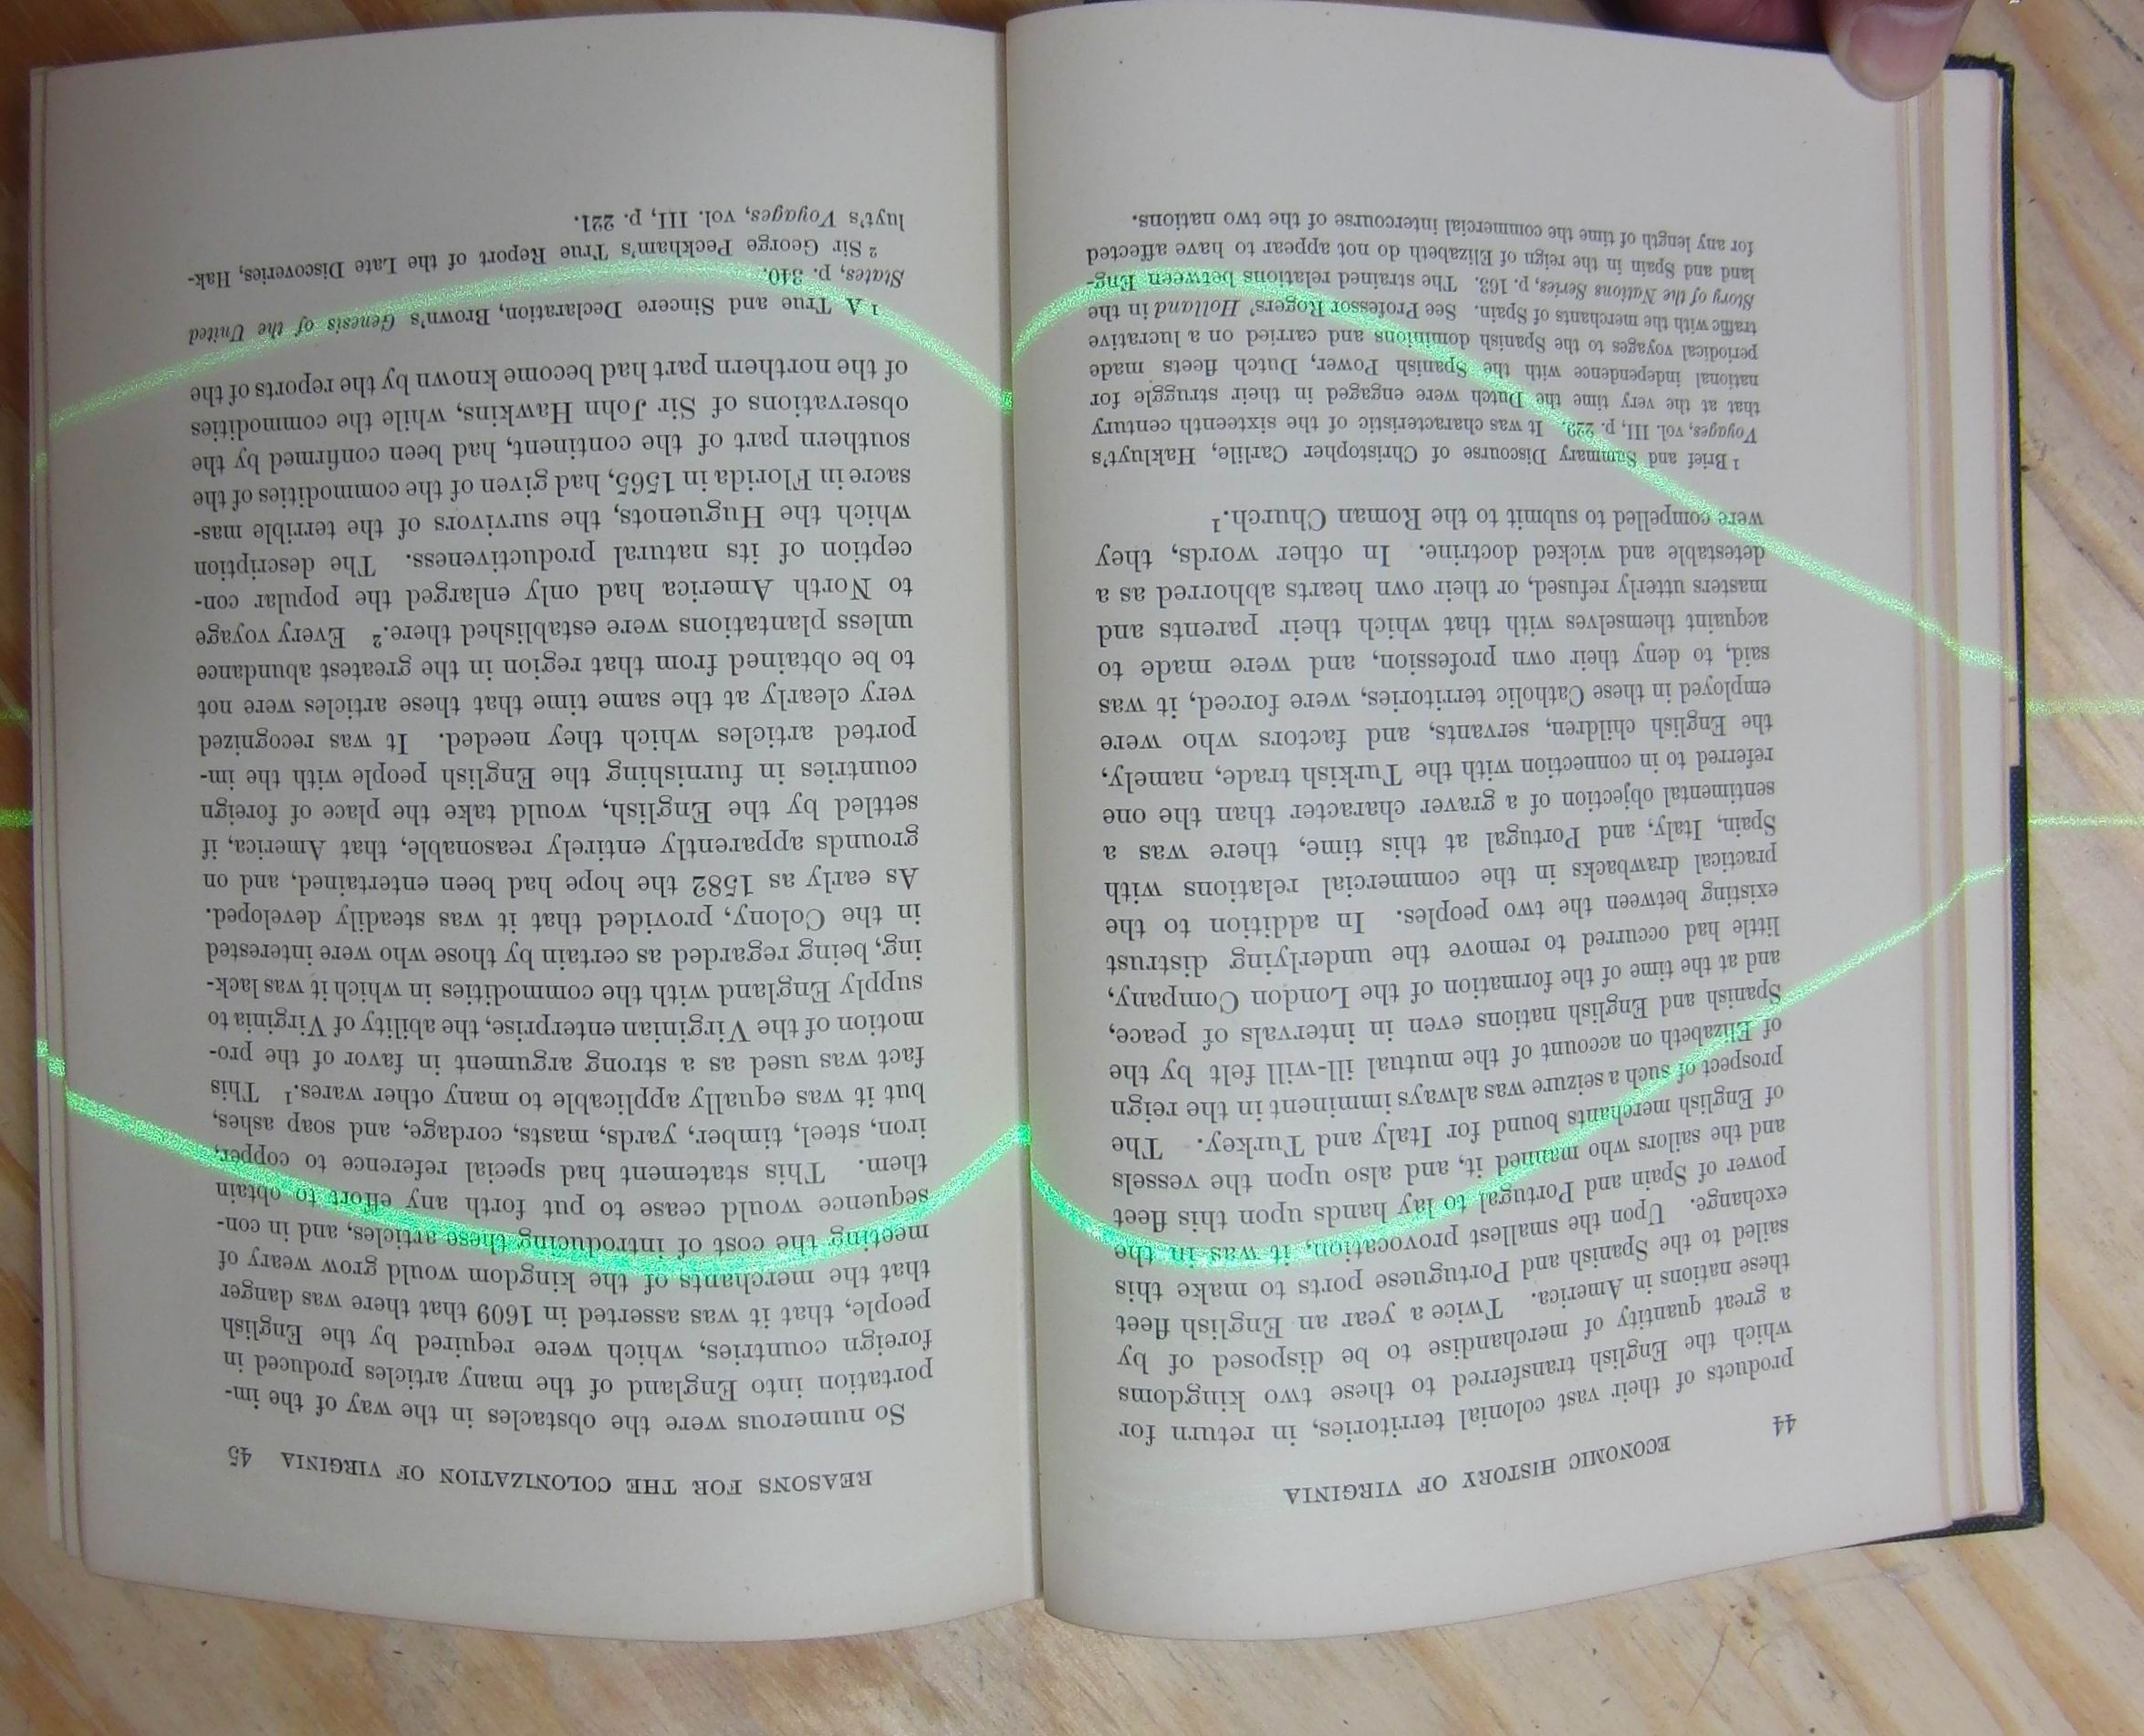 44 ECONOMIC HISTORY OF VIRGINIA
products of their vast colonial territories, in return for
which the English transferred to these two kingdoms
a great quantity of merchandise to be disposed of by
these nations in America. Twice a year an English fleet
sailed to the Spanish and Portuguese ports to make this
exchange. Upon the smallest provocation, it was in the
power of Spain and Portugal to lay hands upon this fleet
and the sailors who manned it, and also upon the vessels
of English merchants bound for Italy and Turkey. The
prospect of such a seizure was always imminent in the reign
of Elizabeth on account of the mutual ill-will felt by the
Spanish and English nations even in intervals of peace,
and at the time of the formation of the London Company,
little had occurred to remove the underlying distrust
existing between the two peoples. In addition to the
practical drawbacks in the commercial relations with
Spain, Italy, and Portugal at this time, there was a
sentimental objection of a graver character than the one
referred to in connection with the Turkish trade, namely,
the English children, servants, and factors who were
employed in these Catholic territories, were forced, it was
said, to deny their own profession, and were made to
acquaint themselves with that which their parents and
masters utterly refused, or their own hearts abhorred as a
detestable and wicked doctrine. In other words, they
were compelled to submit to the Roman Church.¹
¹ Brief and Summary Discourse of Christopher Carlile, Hakluyt's
Voyages, vol. III, p. 229. It was characteristic of the sixteenth century
that at the very time the Dutch were engaged in their struggle for
national independence with the Spanish Power, Dutch fleets made
periodical voyages to the Spanish dominions and carried on a lucrative
traffic with the merchants of Spain. See Professor Rogers' Holland in the
Story of the Nations Series, p. 163. The strained relations between Eng-
land and Spain in the reign of Elizabeth do not appear to have affected
for any length of time the commercial intercourse of the two nations.
REASONS FOR THE COLONIZATION OF VIRGINIA 45
So numerous were the obstacles in the way of the im-
portation into England of the many articles produced in
foreign countries, which were required by the English
people, that it was asserted in 1609 that there was danger
that the merchants of the kingdom would grow weary of
meeting the cost of introducing these articles, and in con-
sequence would cease to put forth any effort to obtain
them. This statement had special reference to copper,
iron, steel, timber, yards, masts, cordage, and soap ashes,
but it was equally applicable to many other wares.¹ This
fact was used as a strong argument in favor of the pro-
motion of the Virginian enterprise, the ability of Virginia to
supply England with the commodities in which it was lack-
ing, being regarded as certain by those who were interested
in the Colony, provided that it was steadily developed.
As early as 1582 the hope had been entertained, and on
grounds apparently entirely reasonable, that America, if
settled by the English, would take the place of foreign
countries in furnishing the English people with the im-
ported articles which they needed. It was recognized
very clearly at the same time that these articles were not
to be obtained from that region in the greatest abundance
unless plantations were established there.² Every voyage
to North America had only enlarged the popular con-
ception of its natural productiveness. The description
which the Huguenots, the survivors of the terrible mas-
sacre in Florida in 1565, had given of the commodities of the
southern part of the continent, had been confirmed by the
observations of Sir John Hawkins, while the commodities
of the northern part had become known by the reports of the
¹ A True and Sincere Declaration, Brown's Genesis of the United
States, p. 340.
² Sir George Peckham's True Report of the Late Discoveries, Hak-
luyt's Voyages, vol. III, p. 221.